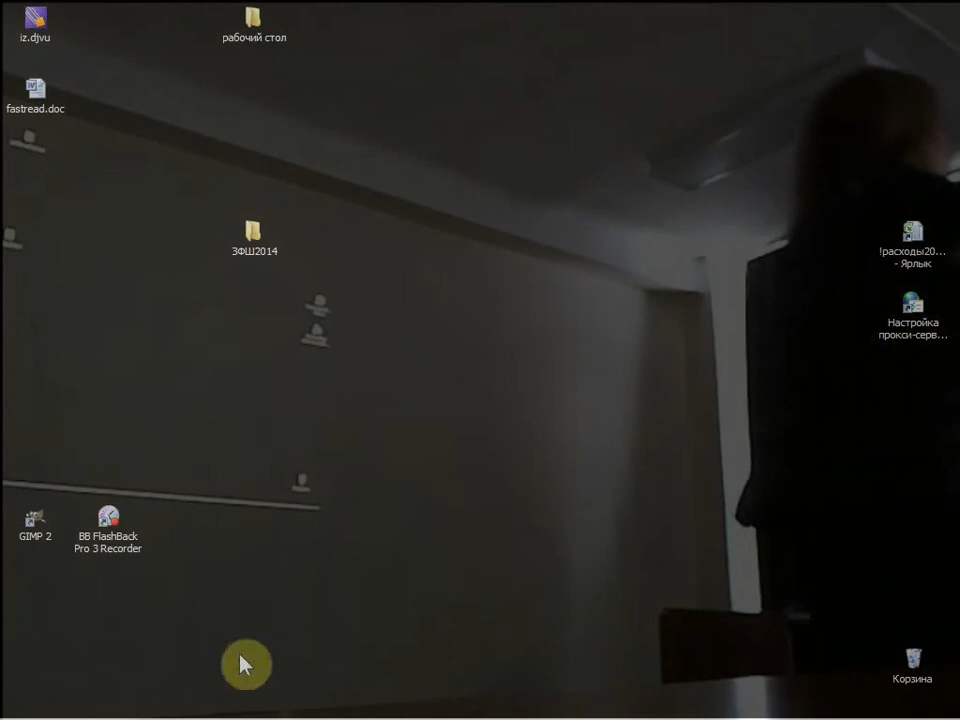 iz.djvu
рабочий стол
fastread.doc
ЗФШ2014
!расходы20...
- Ярлык
Настройка
прокси-серв...
GIMP 2
BB FlashBack
Pro 3 Recorder
Корзина